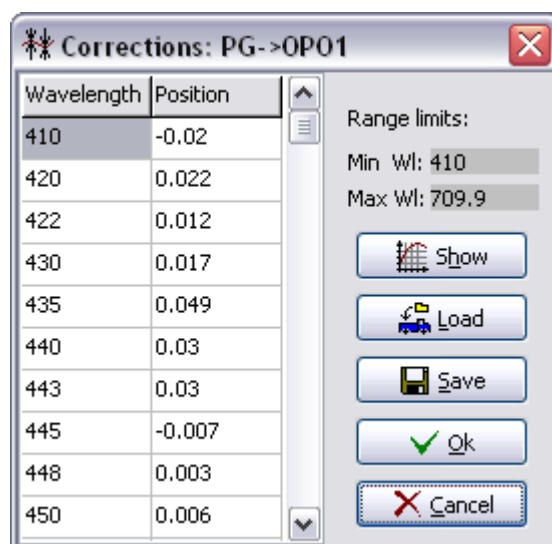 Corrections: PG->OPO1
Wavelength Position
410 -0.02
420 0.022
422 0.012
430 0.017
435 0.049
440 0.03
443 0.03
445 -0.007
448 0.003
450 0.006
Range limits:
Min Wl: 410
Max Wl: 709.9
Show
Load
Save
Ok
Cancel